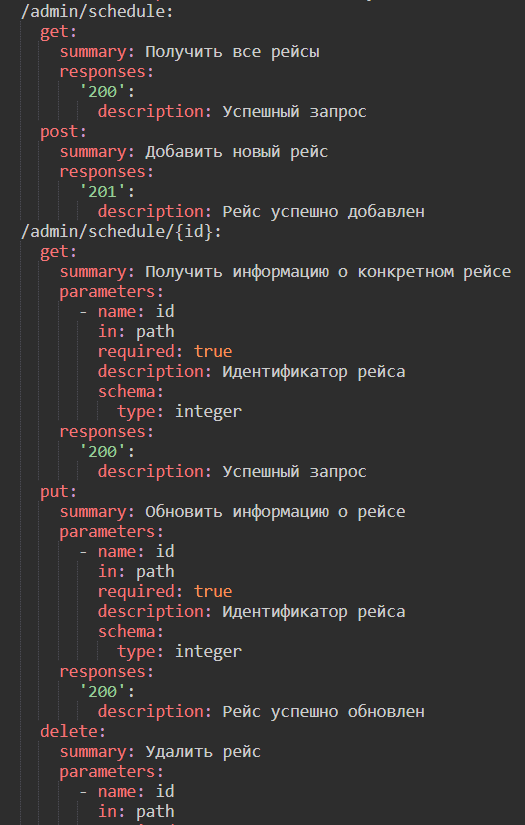 /admin/schedule:
get:
summary: Получить все рейсы
responses:
'200':
description: Успешный запрос
post:
summary: Добавить новый рейс
responses:
'201':
description: Рейс успешно добавлен
/admin/schedule/{id}:
get:
summary: Получить информацию о конкретном рейсе
parameters:
- name: id
in: path
required: true
description: Идентификатор рейса
schema:
type: integer
responses:
'200':
description: Успешный запрос
put:
summary: Обновить информацию о рейсе
parameters:
- name: id
in: path
required: true
description: Идентификатор рейса
schema:
type: integer
responses:
'200':
description: Рейс успешно обновлен
delete:
summary: Удалить рейс
parameters:
- name: id
in: path